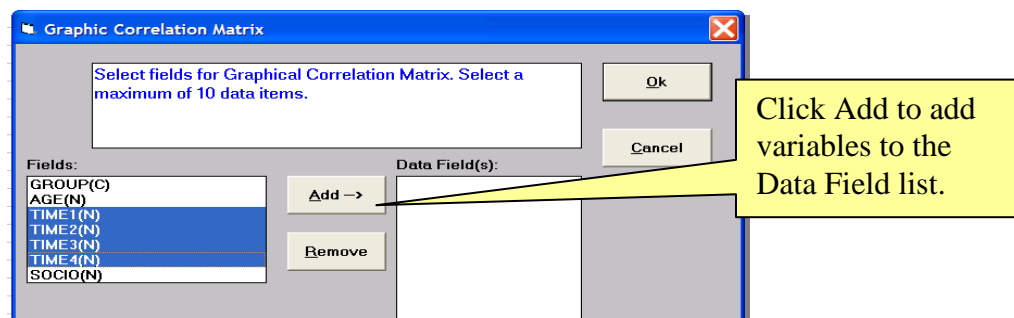 Graphic Correlation Matrix
Select fields for Graphical Correlation Matrix. Select a
maximum of 10 data items.
Ok
Cancel
Fields:
Data Field(s):
GROUP(C)
AGE(N)
TIME1(N)
TIME2(N)
TIME3(N)
TIME4(N)
SOCIO(N)
Add -->
Remove
Click Add to add
variables to the
Data Field list.